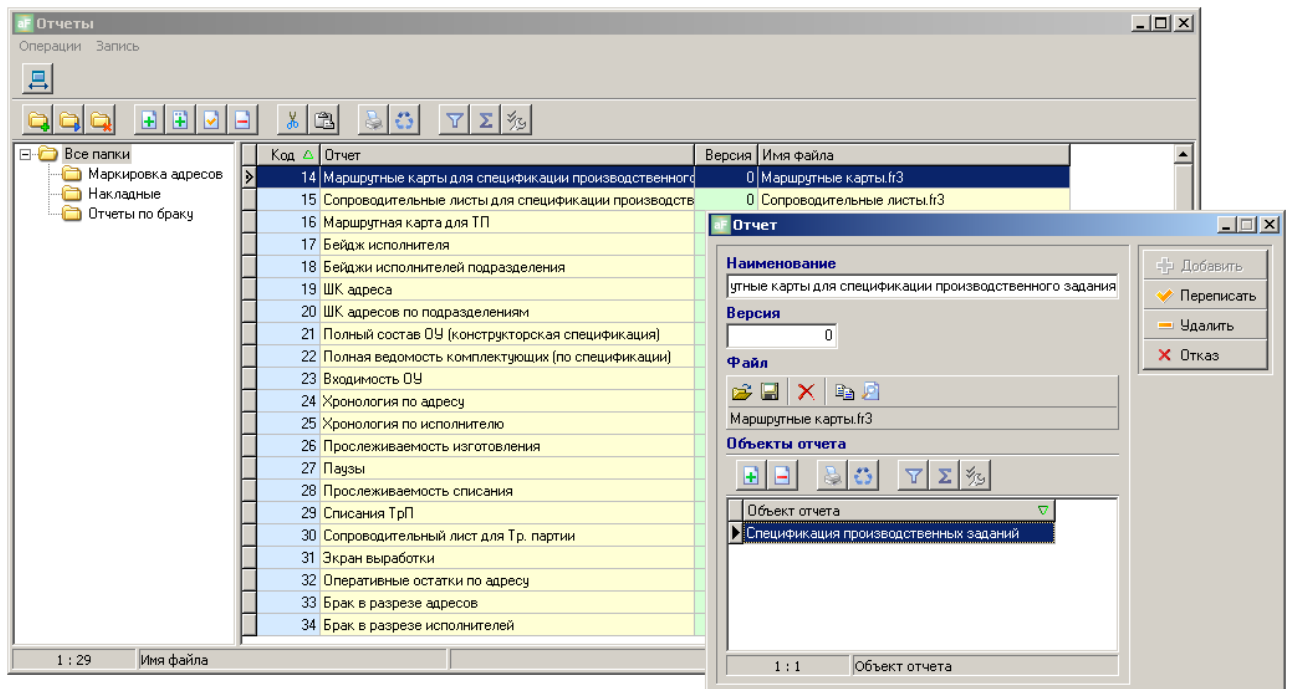 Отчеты
Операции Запись
Все папки
Маркировка адресов
Накладные
Отчеты по браку
Код Отчет Версия Имя файла
14 Маршрутные карты для спецификации производственного 0 Маршрутные карты.fr3
15 Сопроводительные листы для спецификации производств 0 Сопроводительные листы.fr3
16 Маршрутная карта для ТП
17 Бейдж исполнителя
18 Бейджи исполнителей подразделения
19 ШК адреса
20 ШК адресов по подразделениям
21 Полный состав ОУ (конструкторская спецификация)
22 Полная ведомость комплектующих (по спецификации)
23 Входимость ОУ
24 Хронология по адресу
25 Хронология по исполнителю
26 Прослеживаемость изготовления
27 Паузы
28 Прослеживаемость списания
29 Списания ТрП
30 Сопроводительный лист для Тр. партии
31 Экран выработки
32 Оперативные остатки по адресу
33 Брак в разрезе адресов
34 Брак в разрезе исполнителей
1 : 29 Имя файла
Отчет
Наименование
утные карты для спецификации производственного задания
Версия
0
Файл
Маршрутные карты.fr3
Объекты отчета
Объект отчета
Спецификация производственных заданий
1 : 1 Объект отчета
Добавить
Переписать
Удалить
Отказ